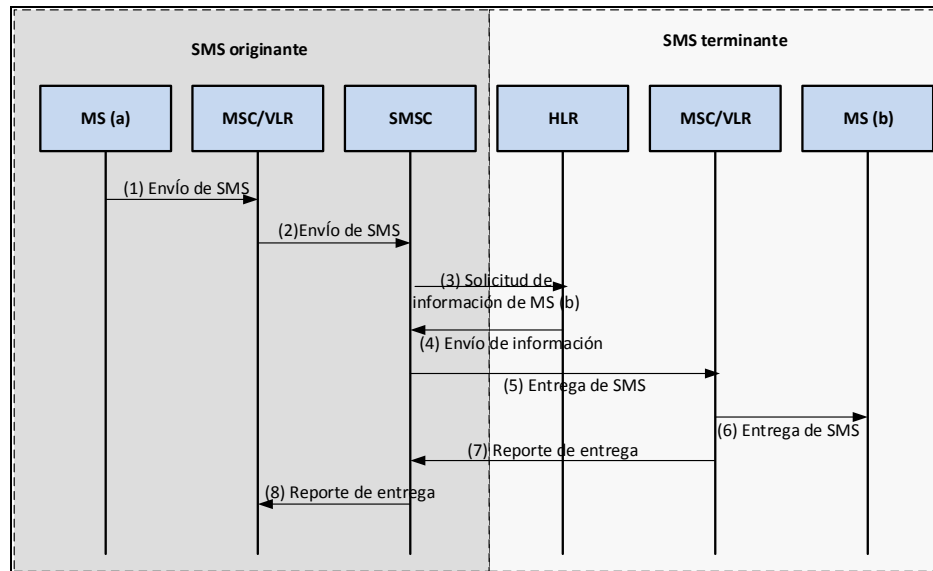 SMS originante
SMS terminante
MS (a)
MSC/VLR
SMSC
HLR
MSC/VLR
MS (b)
(1) EnvÍo de SMS
(2)EnvÍo de SMS
(3) Solicitud de
información de MS (b)
(4) Envío de información
(5) Entrega de SMS
(6) Entrega de SMS
(7) Reporte de entrega
(8) Reporte de entrega